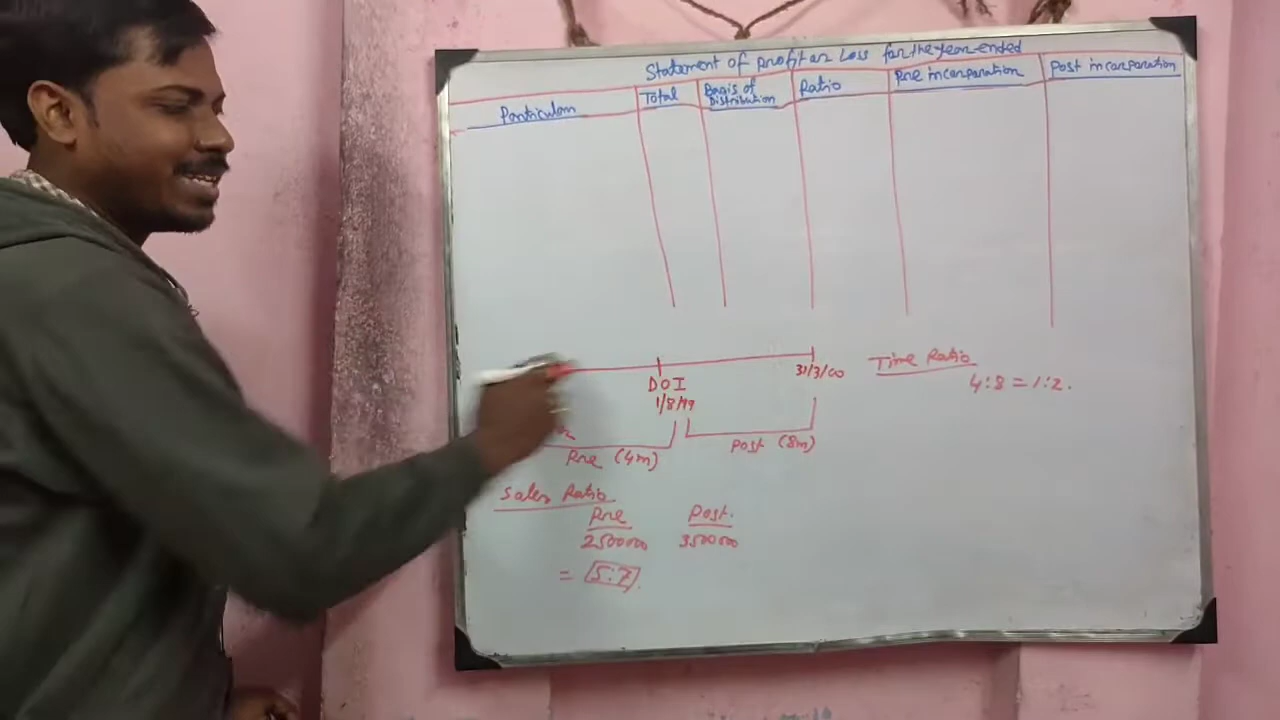 Statement of profit or Loss for the year ended
Particulars Total Basis of Distribution Ratio Pre incorporation Post incorporation
DOI
1/8/99
31/3/00
Pre (4m)
Post (8m)
Time Ratio
4:8 = 1:2.
Sales Ratio
Pre Post.
2500000 3500000
= 5:7.